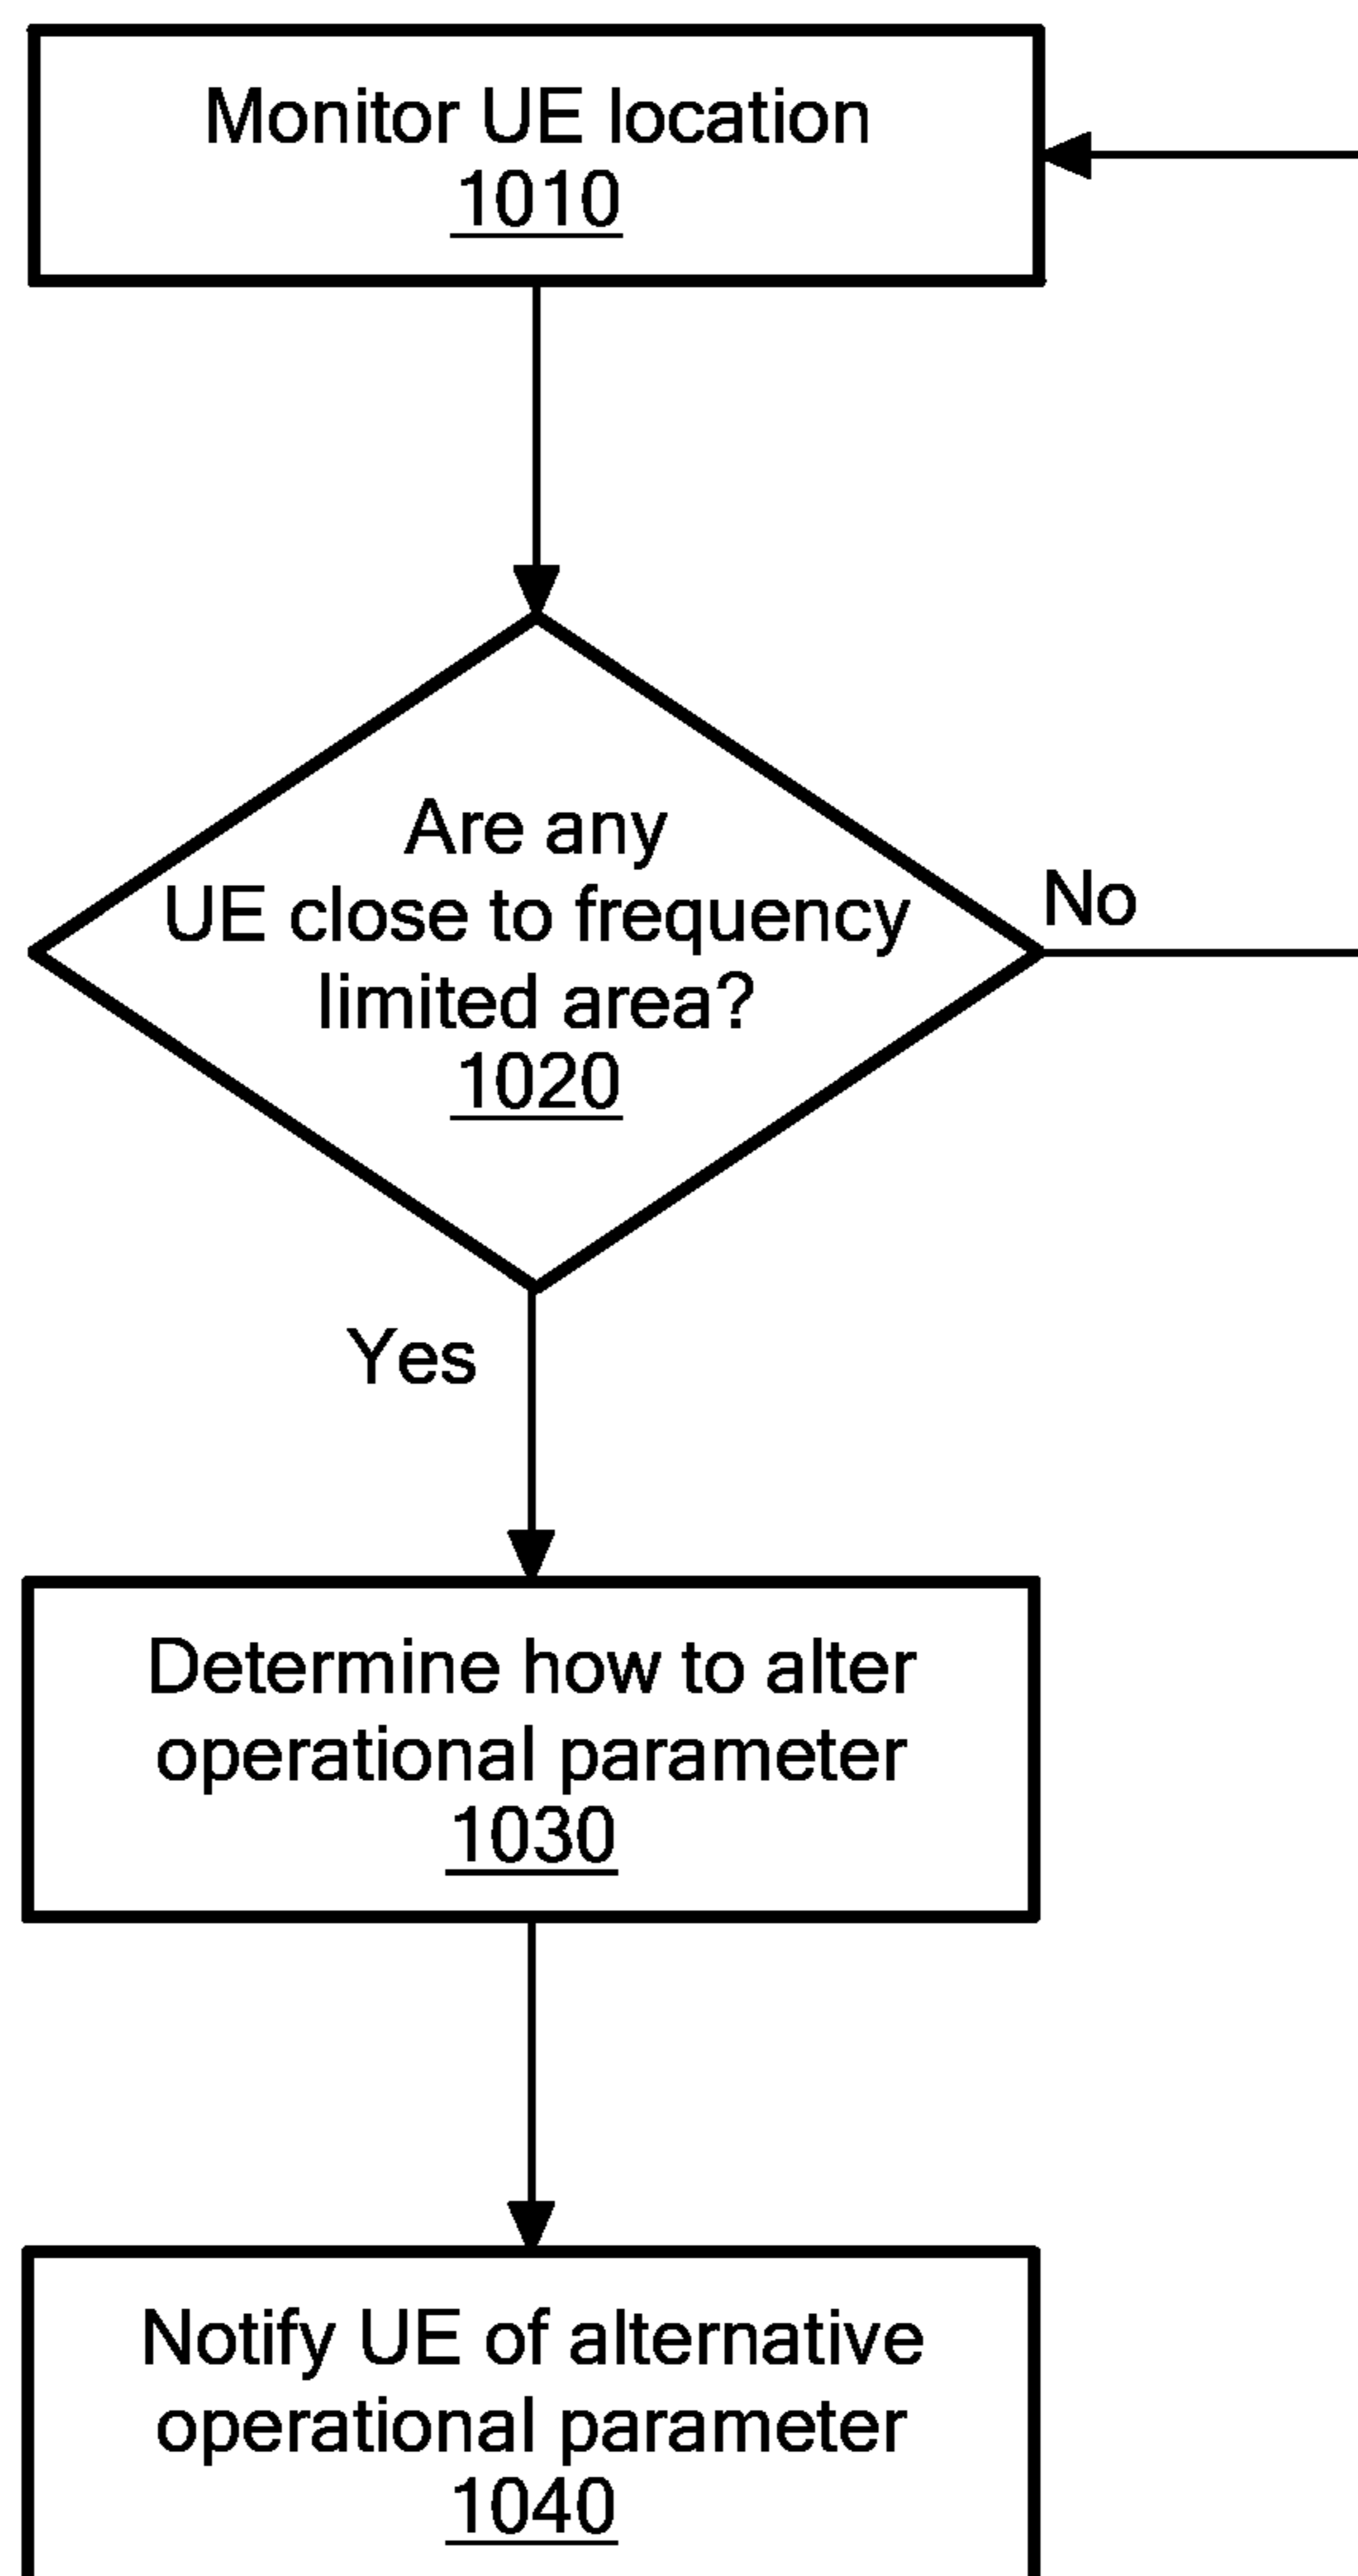 Monitor UE location
1010
Are any
UE close to frequency
limited area?
1020
No
Yes
Determine how to alter
operational parameter
1030
Notify UE of alternative
operational parameter
1040